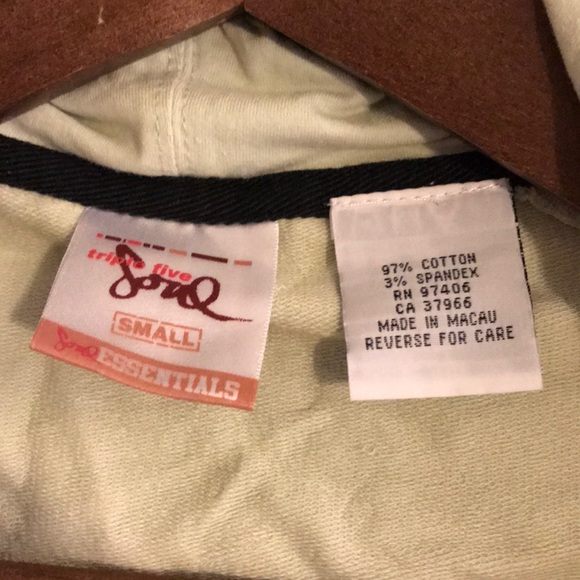 triple five
Soul
SMALL
Soul ESSENTIALS
97% COTTON
3% SPANDEX
RN 97406
CA 37966
MADE IN MACAU
REVERSE FOR CARE